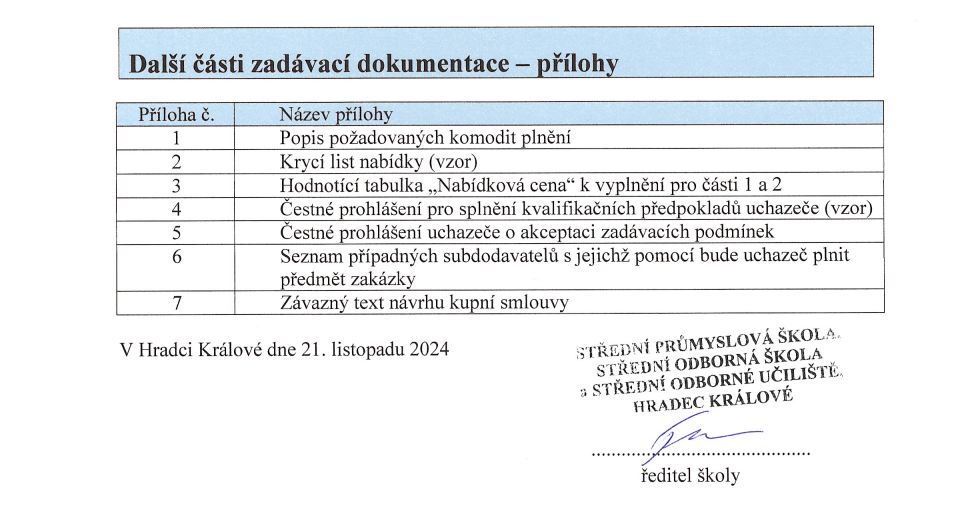 Další části zadávací dokumentace – přílohy
Příloha č. Název přílohy
1 Popis požadovaných komodit plnění
2 Krycí list nabídky (vzor)
3 Hodnotící tabulka „Nabídková cena“ k vyplnění pro části 1 a 2
4 Čestné prohlášení pro splnění kvalifikačních předpokladů uchazeče (vzor)
5 Čestné prohlášení uchazeče o akceptaci zadávacích podmínek
6 Seznam případných subdodavatelů s jejichž pomocí bude uchazeč plnit
předmět zakázky
7 Závazný text návrhu kupní smlouvy
V Hradci Králové dne 21. listopadu 2024
STŘEDNÍ PRŮMYSLOVÁ ŠKOLA,
STŘEDNÍ ODBORNÁ ŠKOLA
a STŘEDNÍ ODBORNÉ UČILIŠTĚ,
HRADEC KRÁLOVÉ
ředitel školy